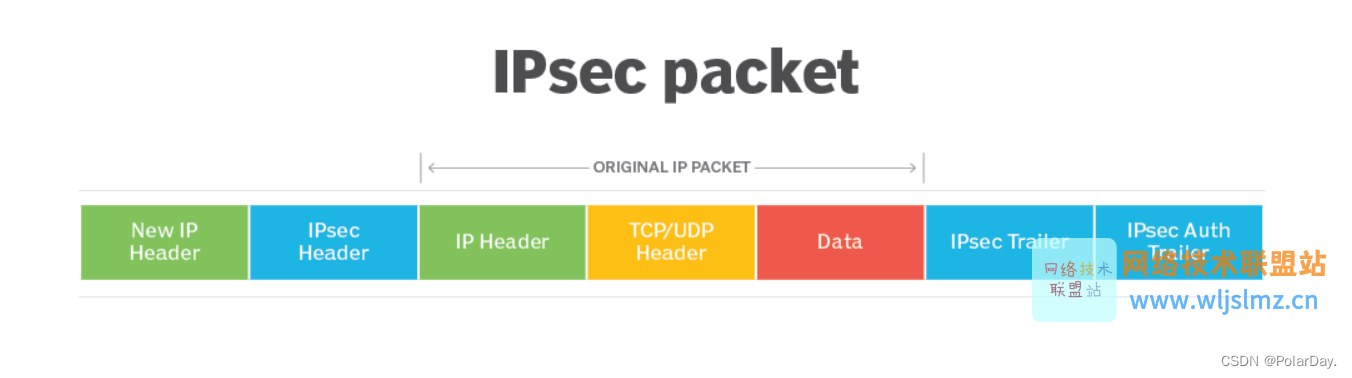 IPsec packet
ORIGINAL IP PACKET
New IP
Header
IPsec
Header
IP Header
TCP/UDP
Header
Data
IPsec Trailer
IPsec Auth
Trailer
网络技术
联盟站
网络技术联盟站
www.wljslmz.cn
CSDN @PolarDay.